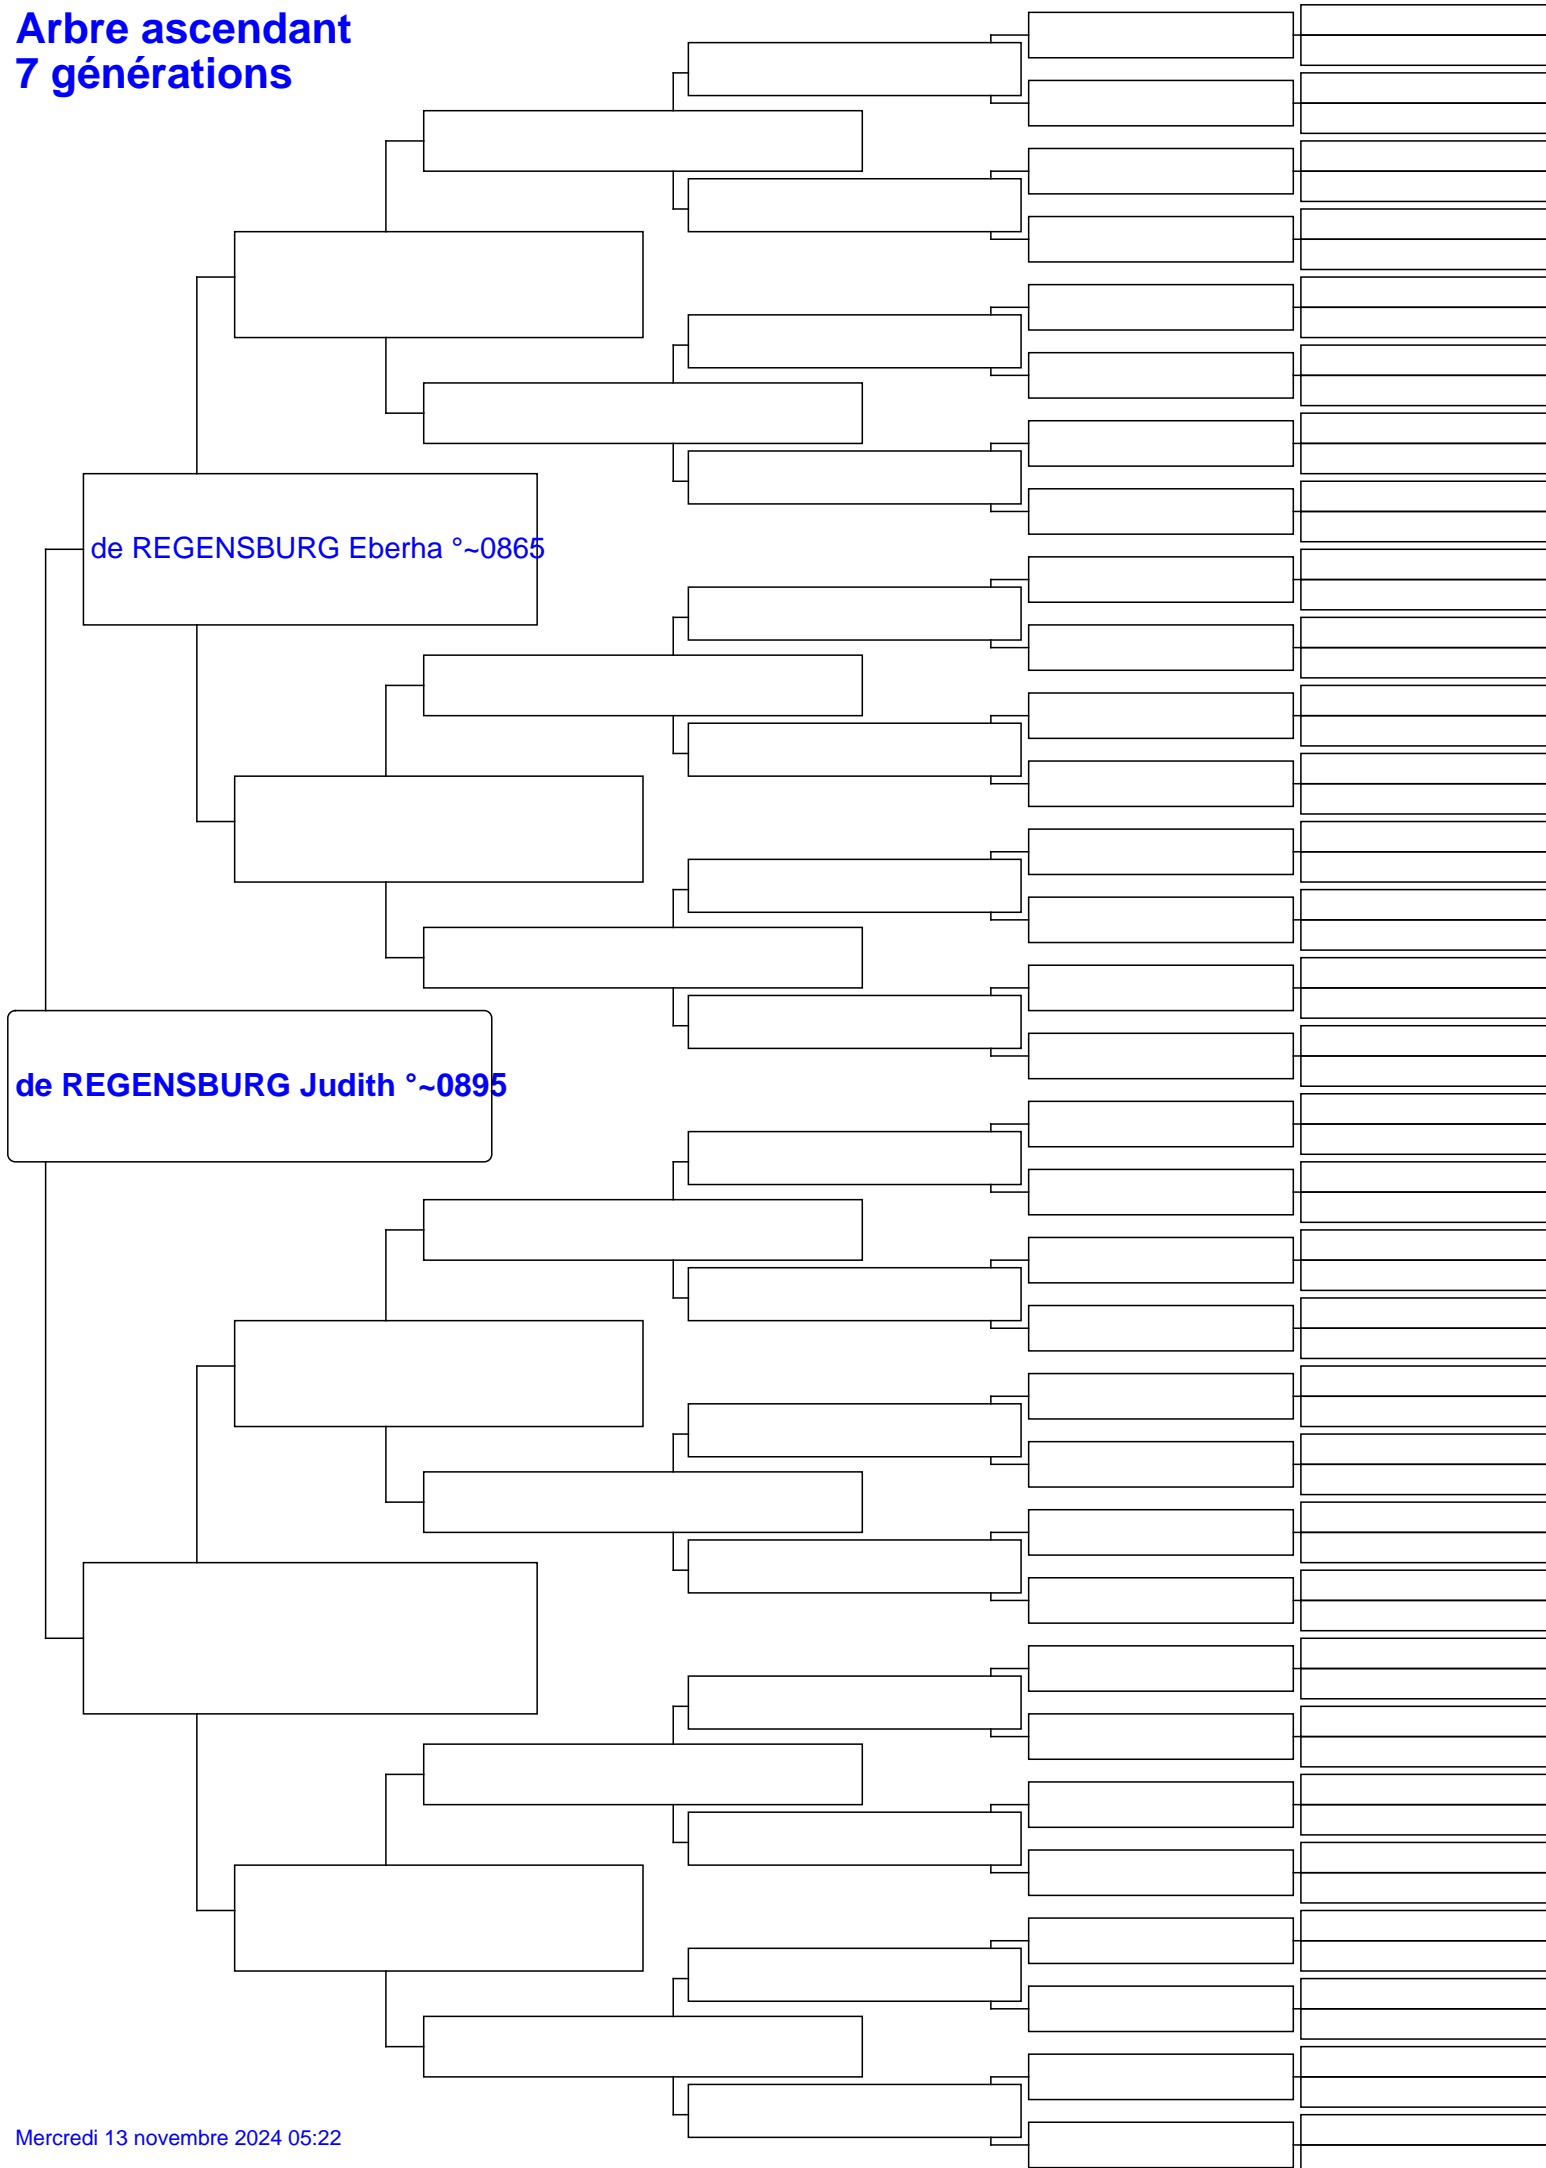 Arbre ascendant
7 générations
de REGENSBURG Eberha °~0865
de REGENSBURG Judith °~0895
Mercredi 13 novembre 2024 05:22